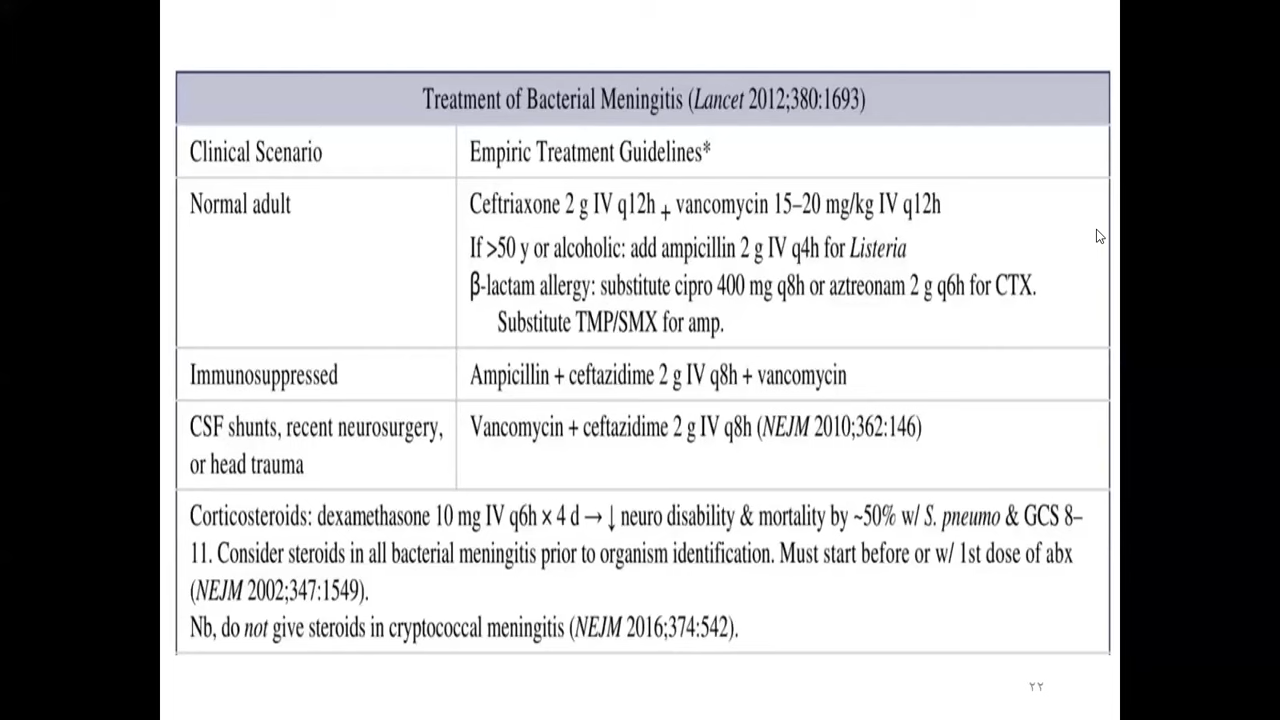 Treatment of Bacterial Meningitis (Lancet 2012;380:1693)
Clinical Scenario
Empiric Treatment Guidelines*
Normal adult
Ceftriaxone 2 g IV q12h + vancomycin 15–20 mg/kg IV q12h
If >50 y or alcoholic: add ampicillin 2 g IV q4h for Listeria
β-lactam allergy: substitute cipro 400 mg q8h or aztreonam 2 g q6h for CTX.
Substitute TMP/SMX for amp.
Immunosuppressed
Ampicillin + ceftazidime 2 g IV q8h + vancomycin
CSF shunts, recent neurosurgery,
or head trauma
Vancomycin + ceftazidime 2 g IV q8h (NEJM 2010;362:146)
Corticosteroids: dexamethasone 10 mg IV q6h × 4 d → ↓ neuro disability & mortality by ~50% w/ S. pneumo & GCS 8–
11. Consider steroids in all bacterial meningitis prior to organism identification. Must start before or w/ 1st dose of abx
(NEJM 2002;347:1549).
Nb, do not give steroids in cryptococcal meningitis (NEJM 2016;374:542).
٢٢